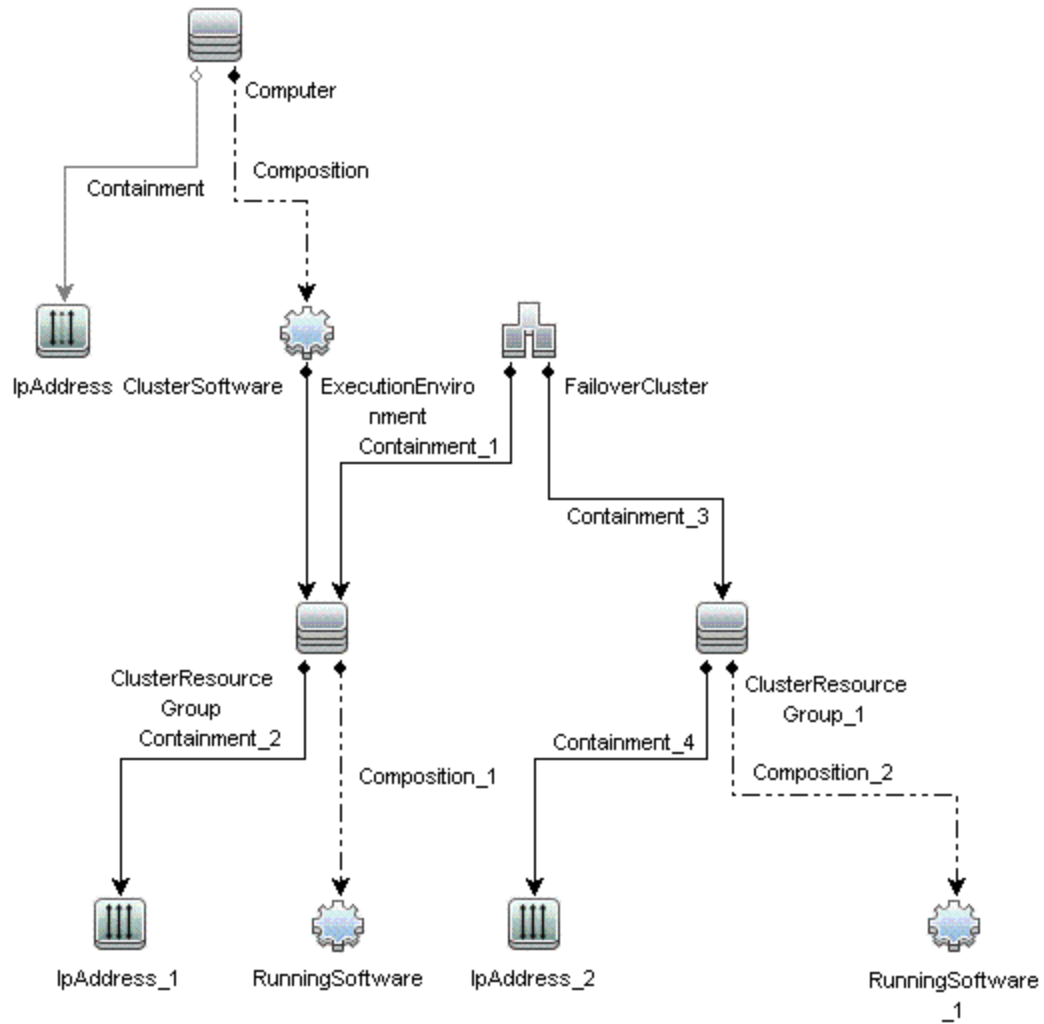 Computer
Composition
Containment
IpAddress
ClusterSoftware
ExecutionEnviro
nment
FailoverCluster
Containment_1
Containment_3
ClusterResource
Group
ClusterResource
Group_1
Containment_2
Containment_4
Composition_1
Composition_2
IpAddress_1
RunningSoftware
IpAddress_2
RunningSoftware
_1